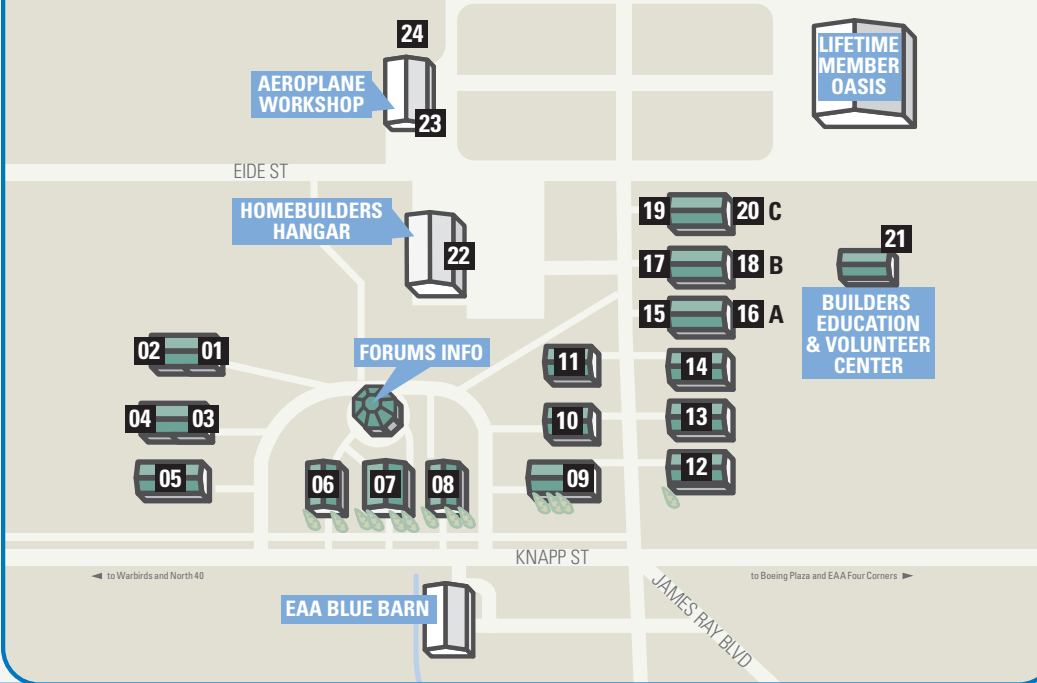 24
LIFETIME
MEMBER
OASIS
AEROPLANE
WORKSHOP
23
EIDE ST
HOMEBUILDERS
HANGAR
22
19 20 C
17 18 B
21
15 16 A
BUILDERS
EDUCATION
& VOLUNTEER
CENTER
02 01
FORUMS INFO
11
14
04 03
10
13
05
06
07
08
09
12
KNAPP ST
◄ to Warbirds and North 40
to Boeing Plaza and EAA Four Corners ►
EAA BLUE BARN
JAMES RAY BLVD